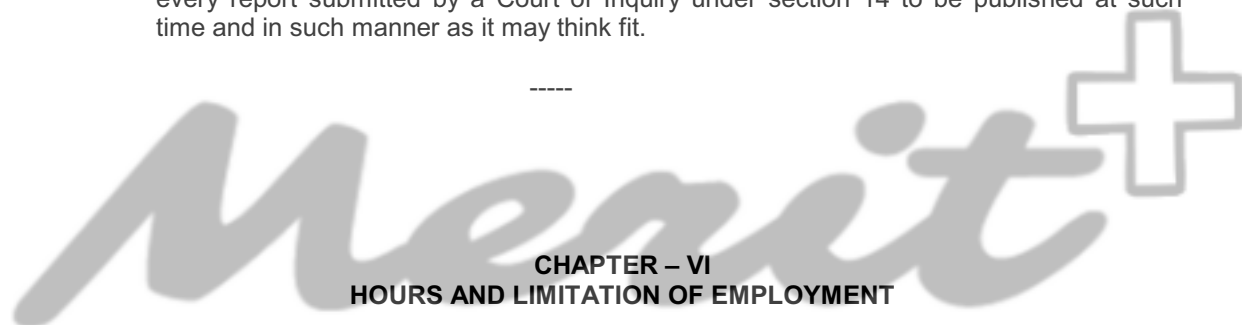 every report submitted by a Court of Inquiry under section 14 to be published at such
time and in such manner as it may think fit.
-----
Merit+
CHAPTER – VI
HOURS AND LIMITATION OF EMPLOYMENT